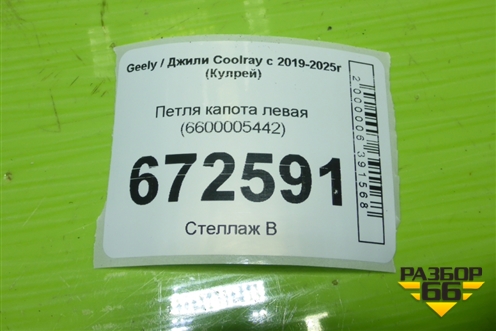 Geely / Джили Coolray с 2019-2025г
(Кулрей)
Петля капота левая
(6600005442)
672591
Стеллаж В
2000006391568
РАЗБОР
66